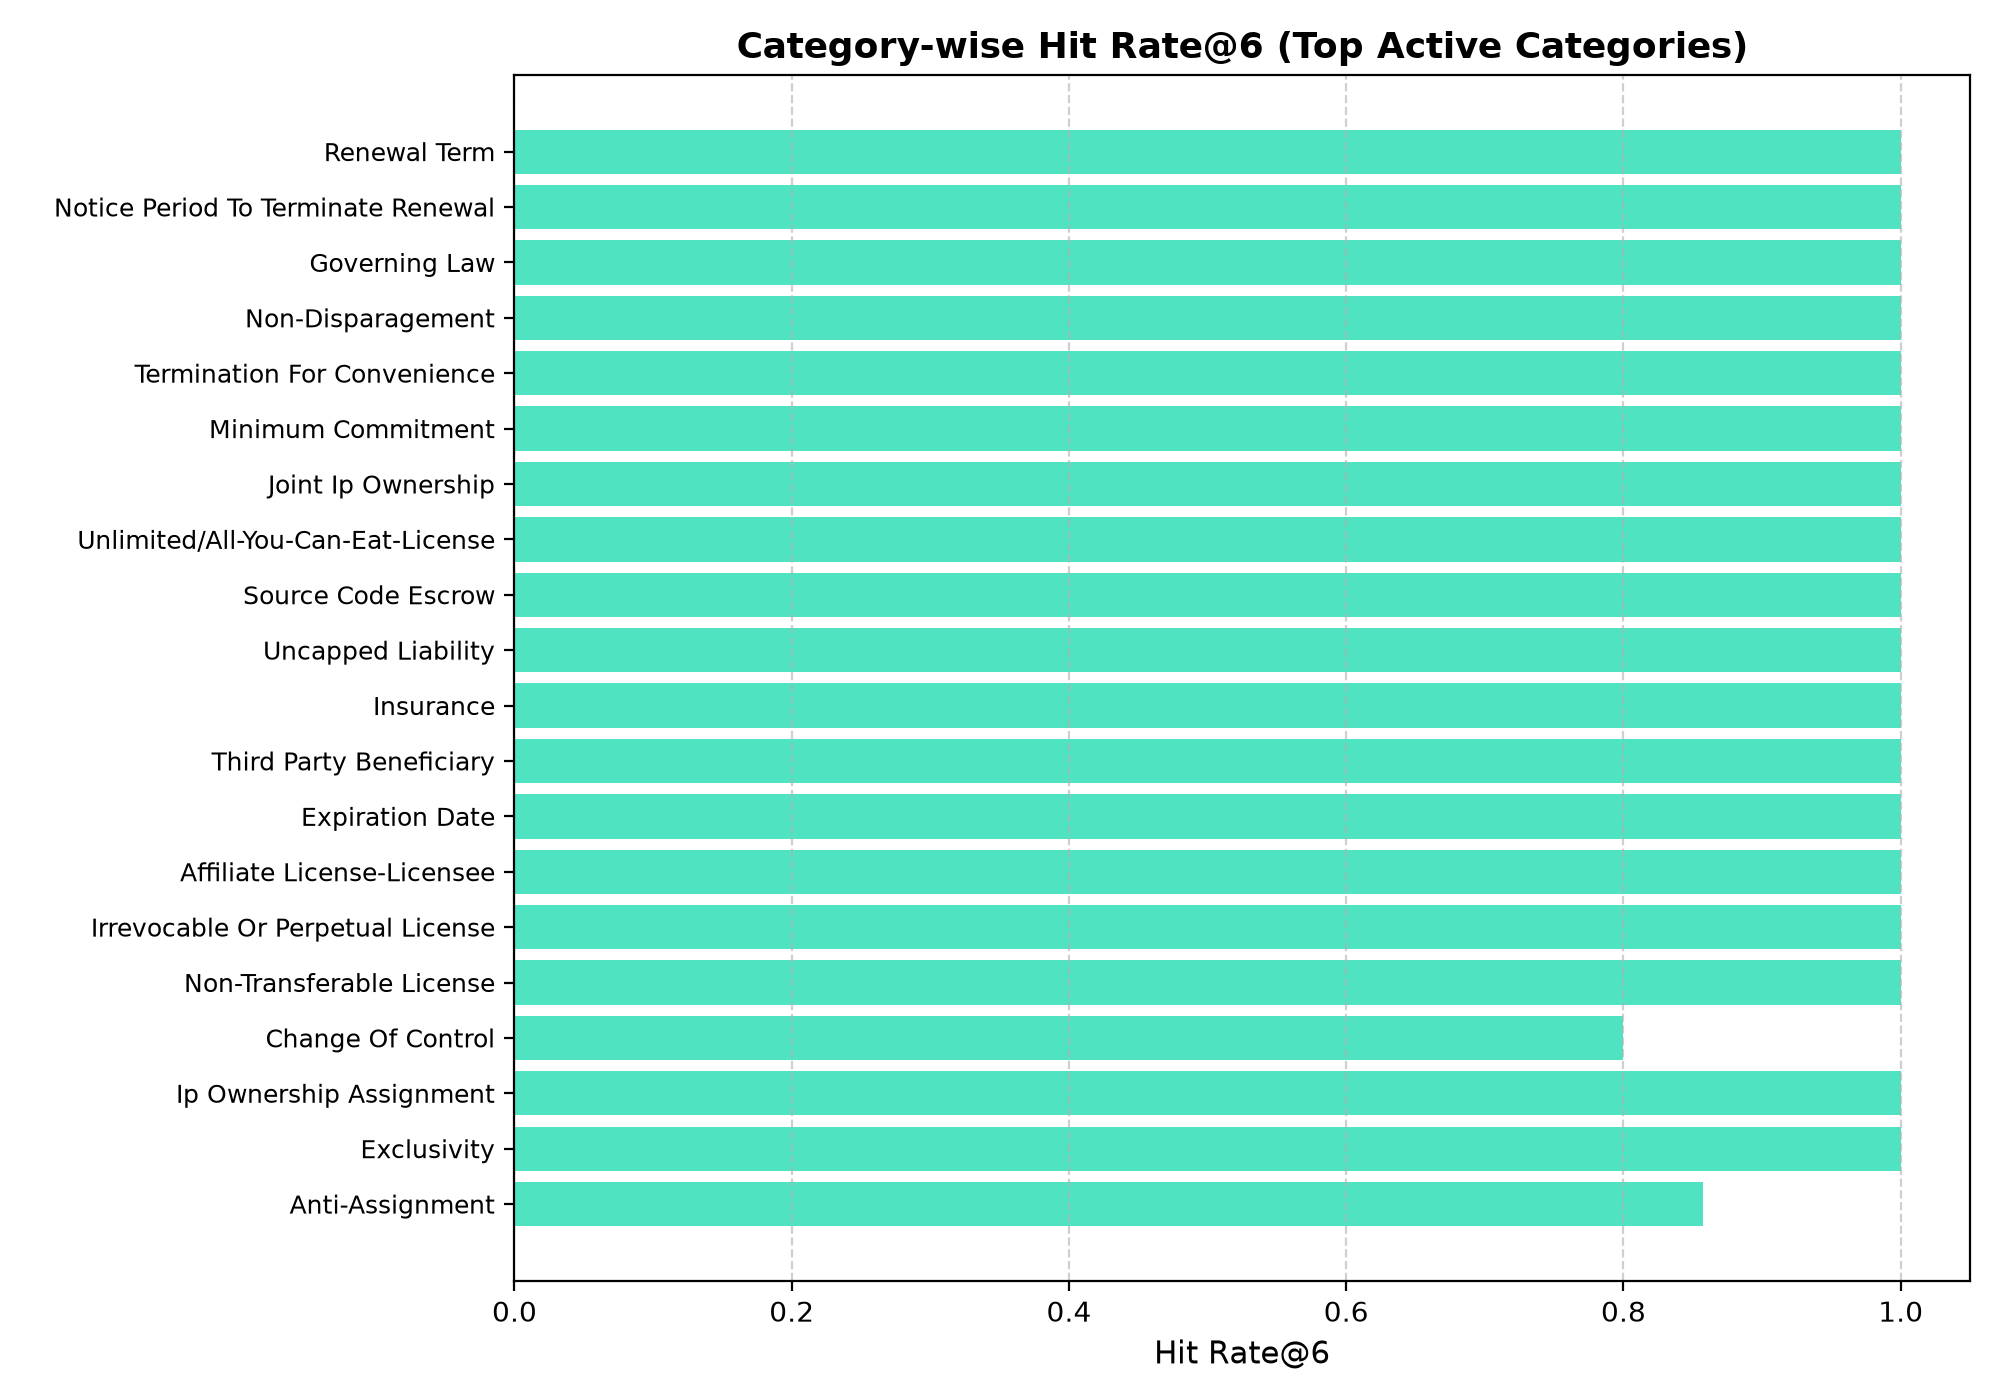 Category-wise Hit Rate@6 (Top Active Categories)
Renewal Term
Notice Period To Terminate Renewal
Governing Law
Non-Disparagement
Termination For Convenience
Minimum Commitment
Joint Ip Ownership
Unlimited/All-You-Can-Eat-License
Source Code Escrow
Uncapped Liability
Insurance
Third Party Beneficiary
Expiration Date
Affiliate License-Licensee
Irrevocable Or Perpetual License
Non-Transferable License
Change Of Control
Ip Ownership Assignment
Exclusivity
Anti-Assignment
0.0 0.2 0.4 0.6 0.8 1.0
Hit Rate@6